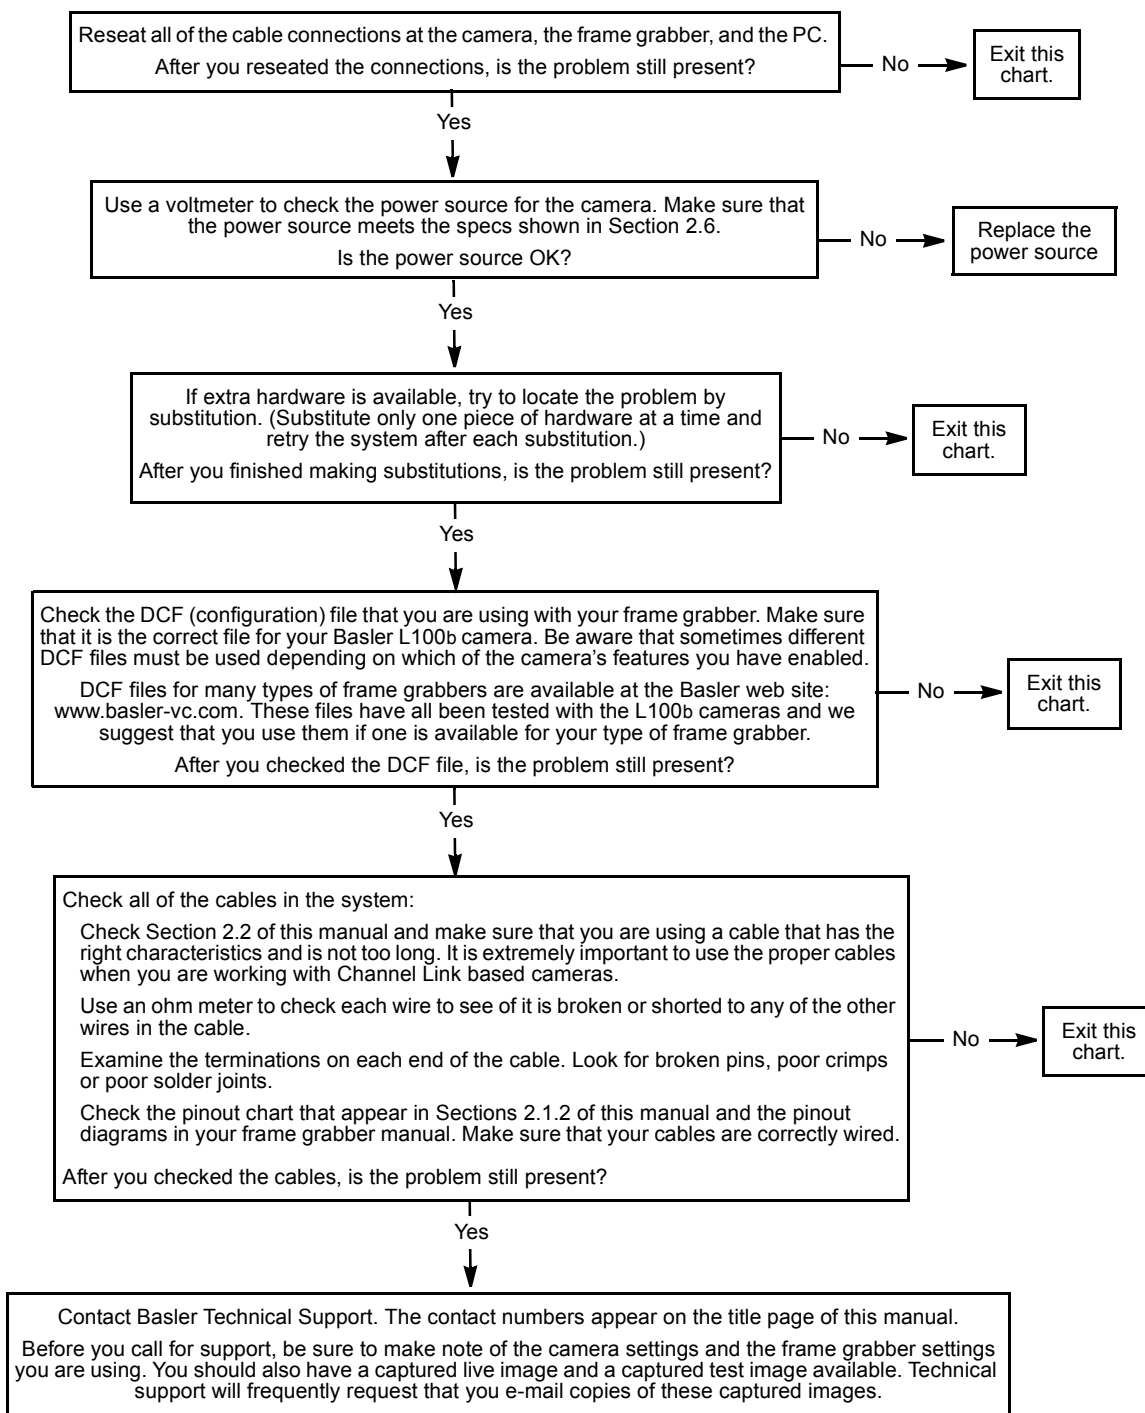 Reseat all of the cable connections at the camera, the frame grabber, and the PC.
After you reseated the connections, is the problem still present?
No
Exit this
chart.
Yes
Use a voltmeter to check the power source for the camera. Make sure that
the power source meets the specs shown in Section 2.6.
Is the power source OK?
No
Replace the
power source
Yes
If extra hardware is available, try to locate the problem by
substitution. (Substitute only one piece of hardware at a time and
retry the system after each substitution.)
After you finished making substitutions, is the problem still present?
No
Exit this
chart.
Yes
Check the DCF (configuration) file that you are using with your frame grabber. Make sure
that it is the correct file for your Basler L100b camera. Be aware that sometimes different
DCF files must be used depending on which of the camera’s features you have enabled.
DCF files for many types of frame grabbers are available at the Basler web site:
www.basler-vc.com. These files have all been tested with the L100b cameras and we
suggest that you use them if one is available for your type of frame grabber.
After you checked the DCF file, is the problem still present?
No
Exit this
chart.
Yes
Check all of the cables in the system:
Check Section 2.2 of this manual and make sure that you are using a cable that has the
right characteristics and is not too long. It is extremely important to use the proper cables
when you are working with Channel Link based cameras.
Use an ohm meter to check each wire to see of it is broken or shorted to any of the other
wires in the cable.
Examine the terminations on each end of the cable. Look for broken pins, poor crimps
or poor solder joints.
Check the pinout chart that appear in Sections 2.1.2 of this manual and the pinout
diagrams in your frame grabber manual. Make sure that your cables are correctly wired.
After you checked the cables, is the problem still present?
No
Exit this
chart.
Yes
Contact Basler Technical Support. The contact numbers appear on the title page of this manual.
Before you call for support, be sure to make note of the camera settings and the frame grabber settings
you are using. You should also have a captured live image and a captured test image available. Technical
support will frequently request that you e-mail copies of these captured images.